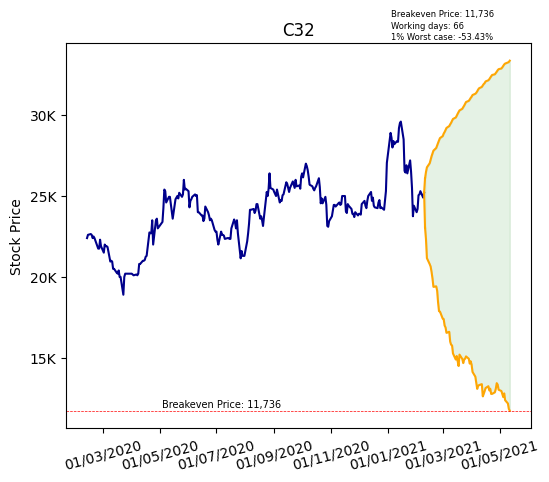 Breakeven Price: 11,736
Working days: 66
1% Worst case: -53.43%
C32
Stock Price
30K
25K
20K
15K
Breakeven Price: 11,736
01/03/2020
01/05/2020
01/07/2020
01/09/2020
01/11/2020
01/01/2021
01/03/2021
01/05/2021